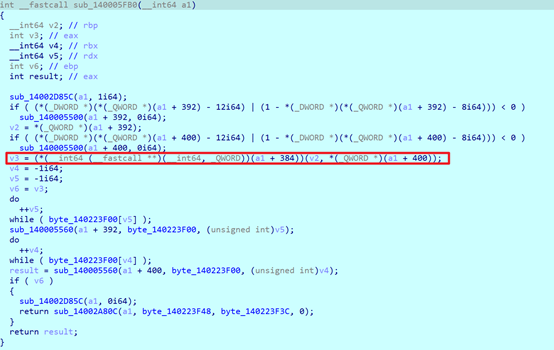 int __fastcall sub_140005FB0(__int64 a1)
{
__int64 v2; // rbp
int v3; // eax
__int64 v4; // rbx
__int64 v5; // rdx
int v6; // ebp
int result; // eax
sub_14002D85C(a1, 1i64);
if ( (*(_DWORD *)(*(_QWORD *)(a1 + 392) - 12i64) | (1 - *(_DWORD *)(*(_QWORD *)(a1 + 392) - 8i64))) < 0 )
sub_140005500(a1 + 392, 0i64);
v2 = *(_QWORD *)(a1 + 392);
if ( (*(_DWORD *)(*(_QWORD *)(a1 + 400) - 12i64) | (1 - *(_DWORD *)(*(_QWORD *)(a1 + 400) - 8i64))) < 0 )
sub_140005500(a1 + 400, 0i64);
v3 = (*(__int64 (__fastcall **)(__int64, _QWORD))(a1 + 384))(v2, *(_QWORD *)(a1 + 400));
v4 = -1i64;
v5 = -1i64;
v6 = v3;
do
++v5;
while ( byte_140223F00[v5] );
sub_140005560(a1 + 392, byte_140223F00, (unsigned int)v5);
do
++v4;
while ( byte_140223F00[v4] );
result = sub_140005560(a1 + 400, byte_140223F00, (unsigned int)v4);
if ( v6 )
{
sub_14002D85C(a1, 0i64);
return sub_14002A80C(a1, byte_140223F48, byte_140223F3C, 0);
}
return result;
}